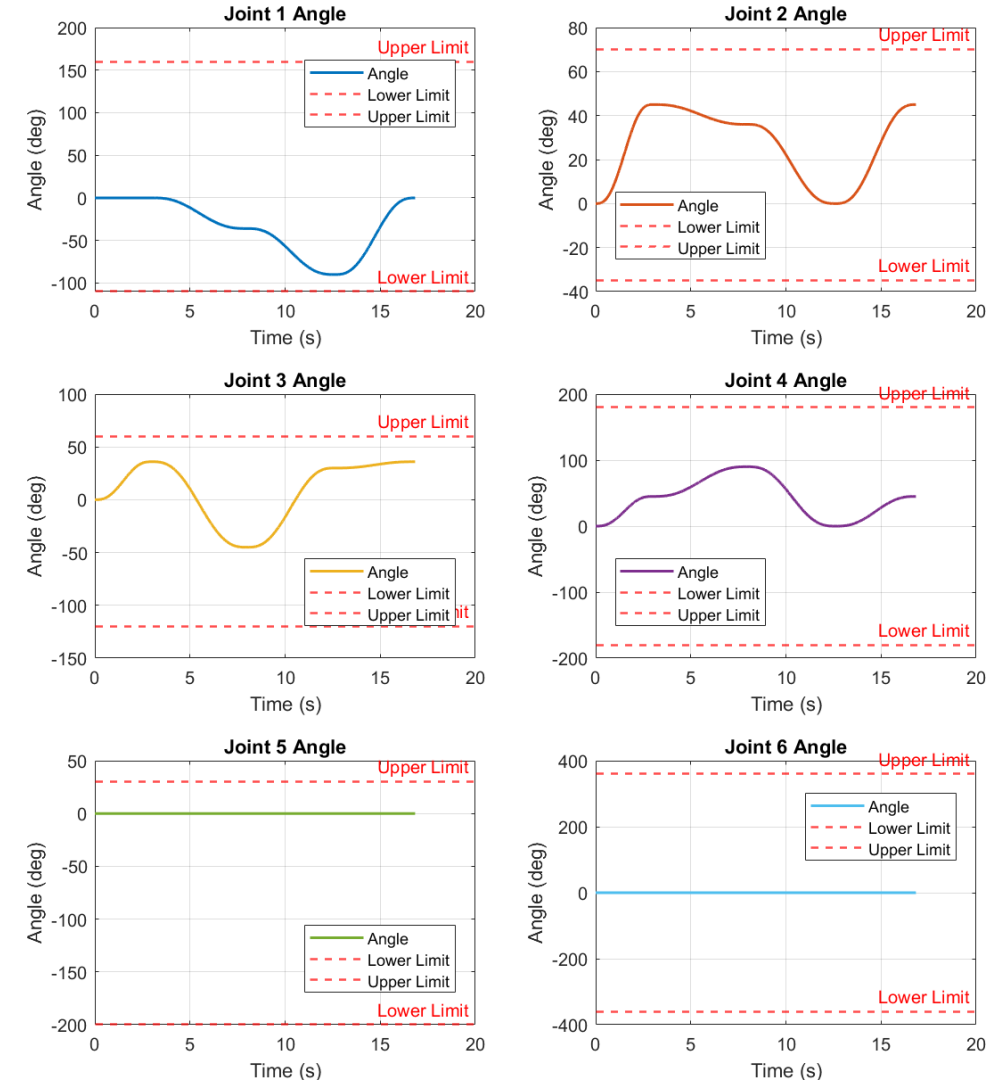 Joint 1 Angle
200
150
100
50
0
-50
-100
Angle (deg)
Upper Limit
Angle
Lower Limit
Upper Limit
Lower Limit
0 5 10 15 20
Time (s)
Joint 2 Angle
80
60
40
20
0
-20
-40
Angle (deg)
Upper Limit
Angle
Lower Limit
Upper Limit
Lower Limit
0 5 10 15 20
Time (s)
Joint 3 Angle
100
50
0
-50
-100
-150
Angle (deg)
Upper Limit
Angle
Lower Limit
Upper Limit
0 5 10 15 20
Time (s)
Joint 4 Angle
200
100
0
-100
-200
Angle (deg)
Upper Limit
Angle
Lower Limit
Upper Limit
Lower Limit
0 5 10 15 20
Time (s)
Joint 5 Angle
50
0
-50
-100
-150
-200
Angle (deg)
Upper Limit
Angle
Lower Limit
Upper Limit
Lower Limit
0 5 10 15 20
Time (s)
Joint 6 Angle
400
200
0
-200
-400
Angle (deg)
Upper Limit
Angle
Lower Limit
Upper Limit
Lower Limit
0 5 10 15 20
Time (s)